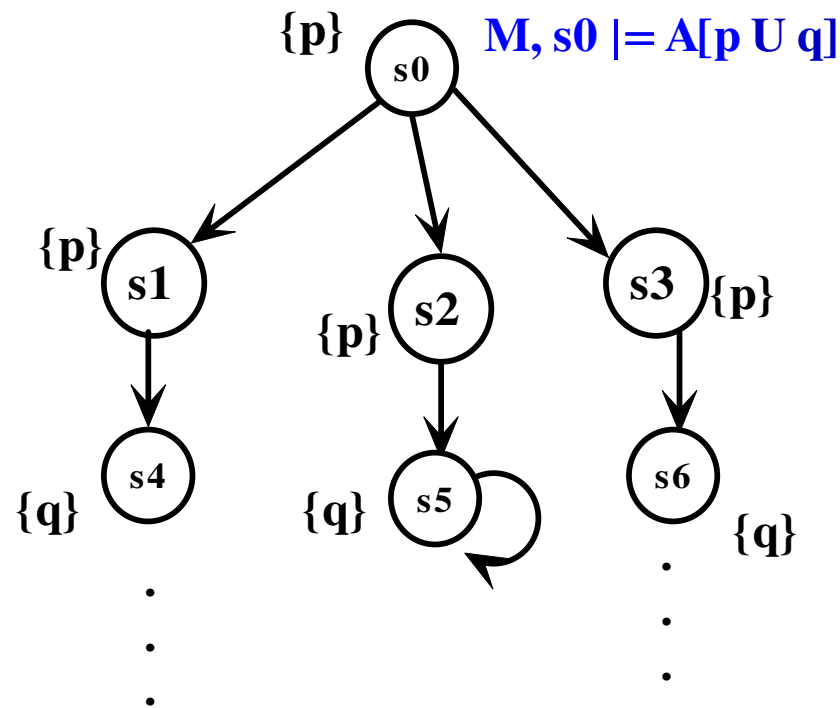 {p} s0 M, s0 |= A[p U q]
{p} s1 {p} s2 s3 {p}
{q} s4 {q} s5 s6 {q}